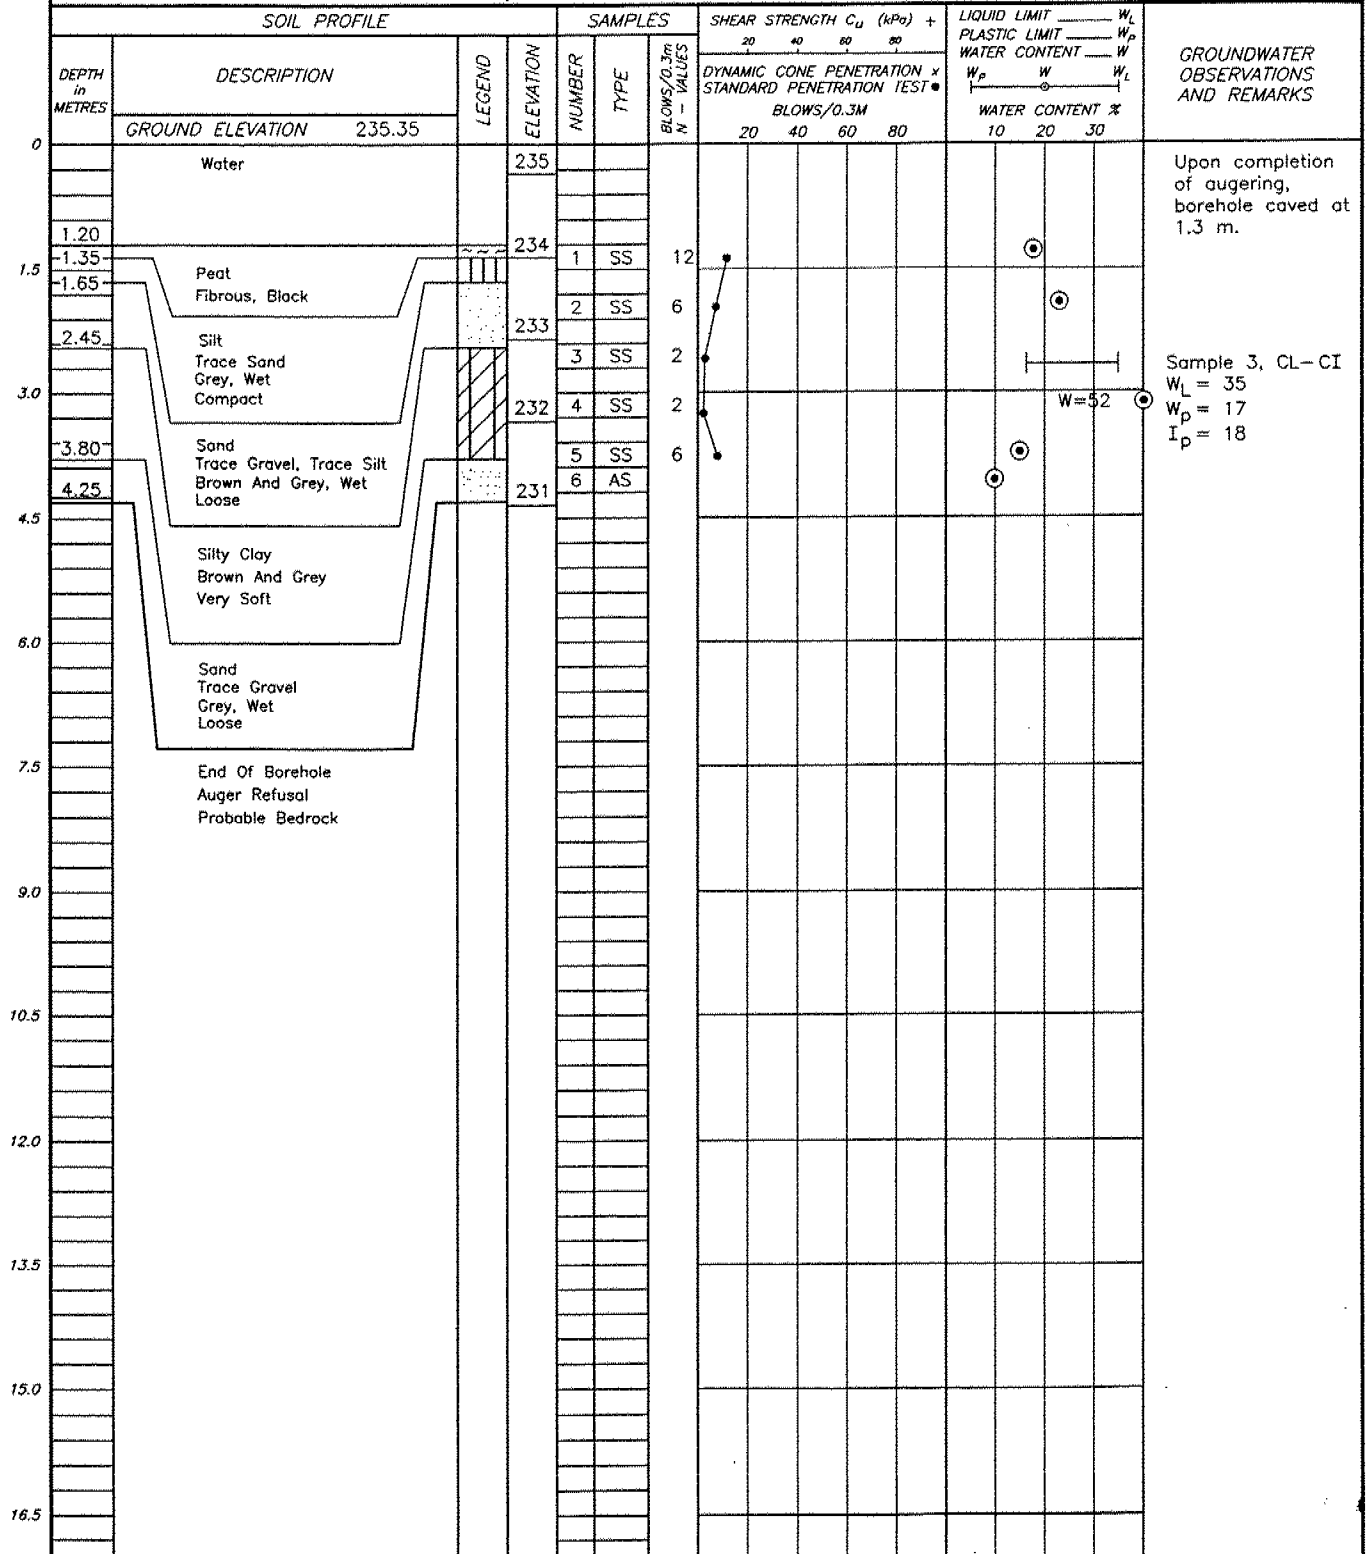 SOIL PROFILE
SAMPLES
SHEAR STRENGTH Cu (kPa) +
20 40 60 80
LIQUID LIMIT WL
PLASTIC LIMIT WP
WATER CONTENT W
WP W WL
WATER CONTENT %
10 20 30
GROUNDWATER
OBSERVATIONS
AND REMARKS
DEPTH
in
METRES
DESCRIPTION
LEGEND
ELEVATION
NUMBER
TYPE
BLOWS/0.3m
N - VALUES
DYNAMIC CONE PENETRATION x
STANDARD PENETRATION TEST ●
BLOWS/0.3M
20 40 60 80
GROUND ELEVATION 235.35
0
Water
235
Upon completion
of augering,
borehole caved at
1.3 m.
1.20
234
1.35
1 SS 12
1.5
Peat
Fibrous, Black
1.65
2 SS 6
233
2.45
Silt
Trace Sand
Grey, Wet
Compact
3 SS 2
Sample 3, CL-CI
WL = 35
Wp = 17
Ip = 18
3.0
232
4 SS 2
W=52
3.80
Sand
Trace Gravel, Trace Silt
Brown And Grey, Wet
Loose
5 SS 6
6 AS
4.25
231
4.5
Silty Clay
Brown And Grey
Very Soft
6.0
Sand
Trace Gravel
Grey, Wet
Loose
7.5
End Of Borehole
Auger Refusal
Probable Bedrock
9.0
10.5
12.0
13.5
15.0
16.5